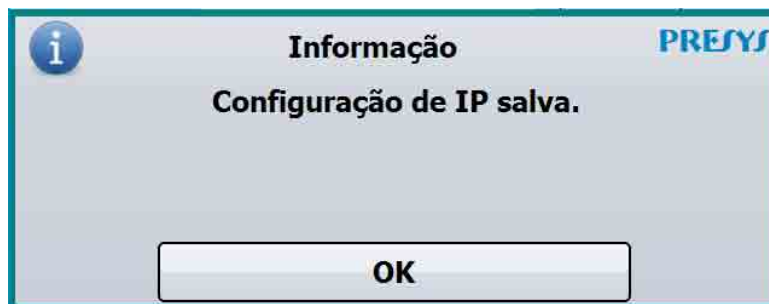 Informação
PRESYS
Configuração de IP salva.
OK